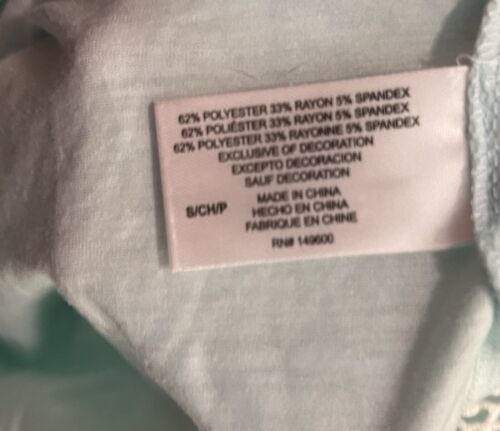 62% POLYESTER 33% RAYON 5% SPANDEX
62% POLIÉSTER 33% RAYON 5% SPANDEX
62% POLYESTER 33% RAYONNE 5% SPANDEX
EXCLUSIVE OF DECORATION
EXCEPTO DECORACION
SAUF DECORATION
S/CH/P
MADE IN CHINA
HECHO EN CHINA
FABRIQUE EN CHINE
RN# 149600